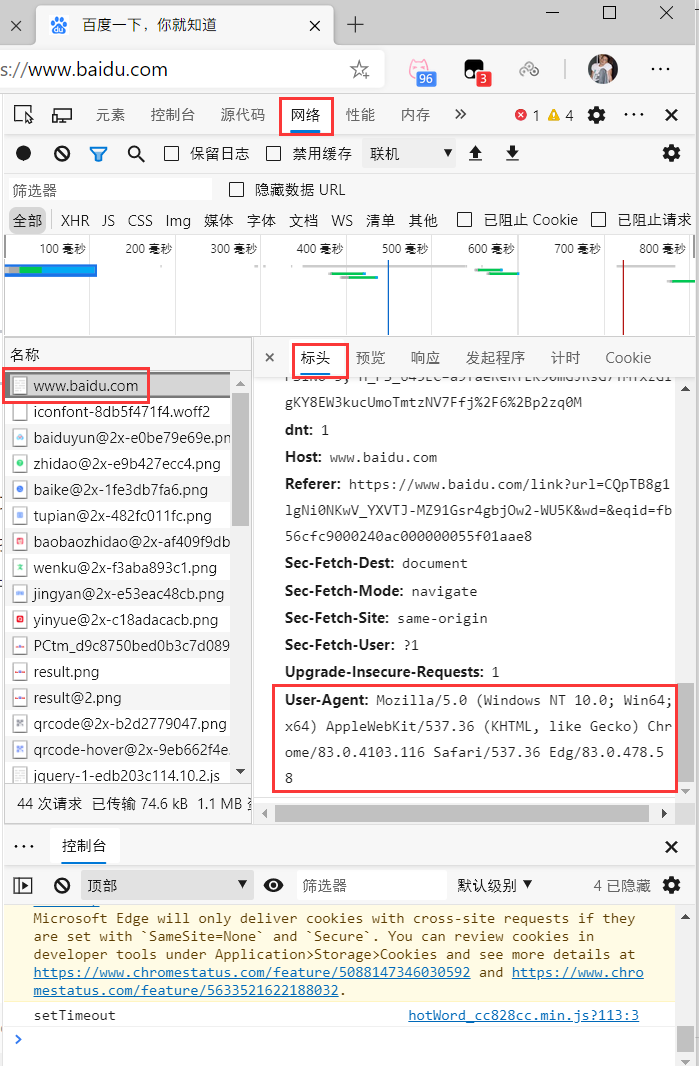 百度一下，你就知道
s://www.baidu.com
96
3
元素 控制台 源代码 网络 性能 内存 1 4
保留日志 禁用缓存 联机
筛选器 隐藏数据 URL
全部 XHR JS CSS Img 媒体 字体 文档 WS 清单 其他 已阻止 Cookie 已阻止请求
100 毫秒 200 毫秒 300 毫秒 400 毫秒 500 毫秒 600 毫秒 700 毫秒 800 毫秒
名称
www.baidu.com
iconfont-8db5f471f4.woff2
baiduyun@2x-e0be79e69e.pn
zhidao@2x-e9b427ecc4.png
baike@2x-1fe3db7fa6.png
tupian@2x-482fc011fc.png
baobaozhidao@2x-af409f9db
wenku@2x-f3aba893c1.png
jingyan@2x-e53eac48cb.png
yinyue@2x-c18adacacb.png
PCtm_d9c8750bed0b3c7d089
result.png
result@2.png
qrcode@2x-b2d2779047.png
qrcode-hover@2x-9eb662f4e
jquery-1-edb203c114.10.2.js
44 次请求 已传输 74.6 kB 1.1 MB
标头 预览 响应 发起程序 计时 Cookie
gKY8EW3kucUmoTmtzNV7Ffj%2F6%2Bp2zq0M
dnt: 1
Host: www.baidu.com
Referer: https://www.baidu.com/link?url=CQpTB8g1
lgNi0NKwV_YXVTJ-MZ91Gsr4gbjOw2-WU5K&wd=&eqid=fb
56cfc9000240ac000000055f01aae8
Sec-Fetch-Dest: document
Sec-Fetch-Mode: navigate
Sec-Fetch-Site: same-origin
Sec-Fetch-User: ?1
Upgrade-Insecure-Requests: 1
User-Agent: Mozilla/5.0 (Windows NT 10.0; Win64;
x64) AppleWebKit/537.36 (KHTML, like Gecko) Chr
ome/83.0.4103.116 Safari/537.36 Edg/83.0.478.5
8
控制台
顶部 筛选器 默认级别 4 已隐藏
Microsoft Edge will only deliver cookies with cross-site requests if they
are set with `SameSite=None` and `Secure`. You can review cookies in
developer tools under Application>Storage>Cookies and see more details at
https://www.chromestatus.com/feature/5088147346030592 and https://www.chro
mestatus.com/feature/5633521622188032.
setTimeout hotWord_cc828cc.min.js?113:3